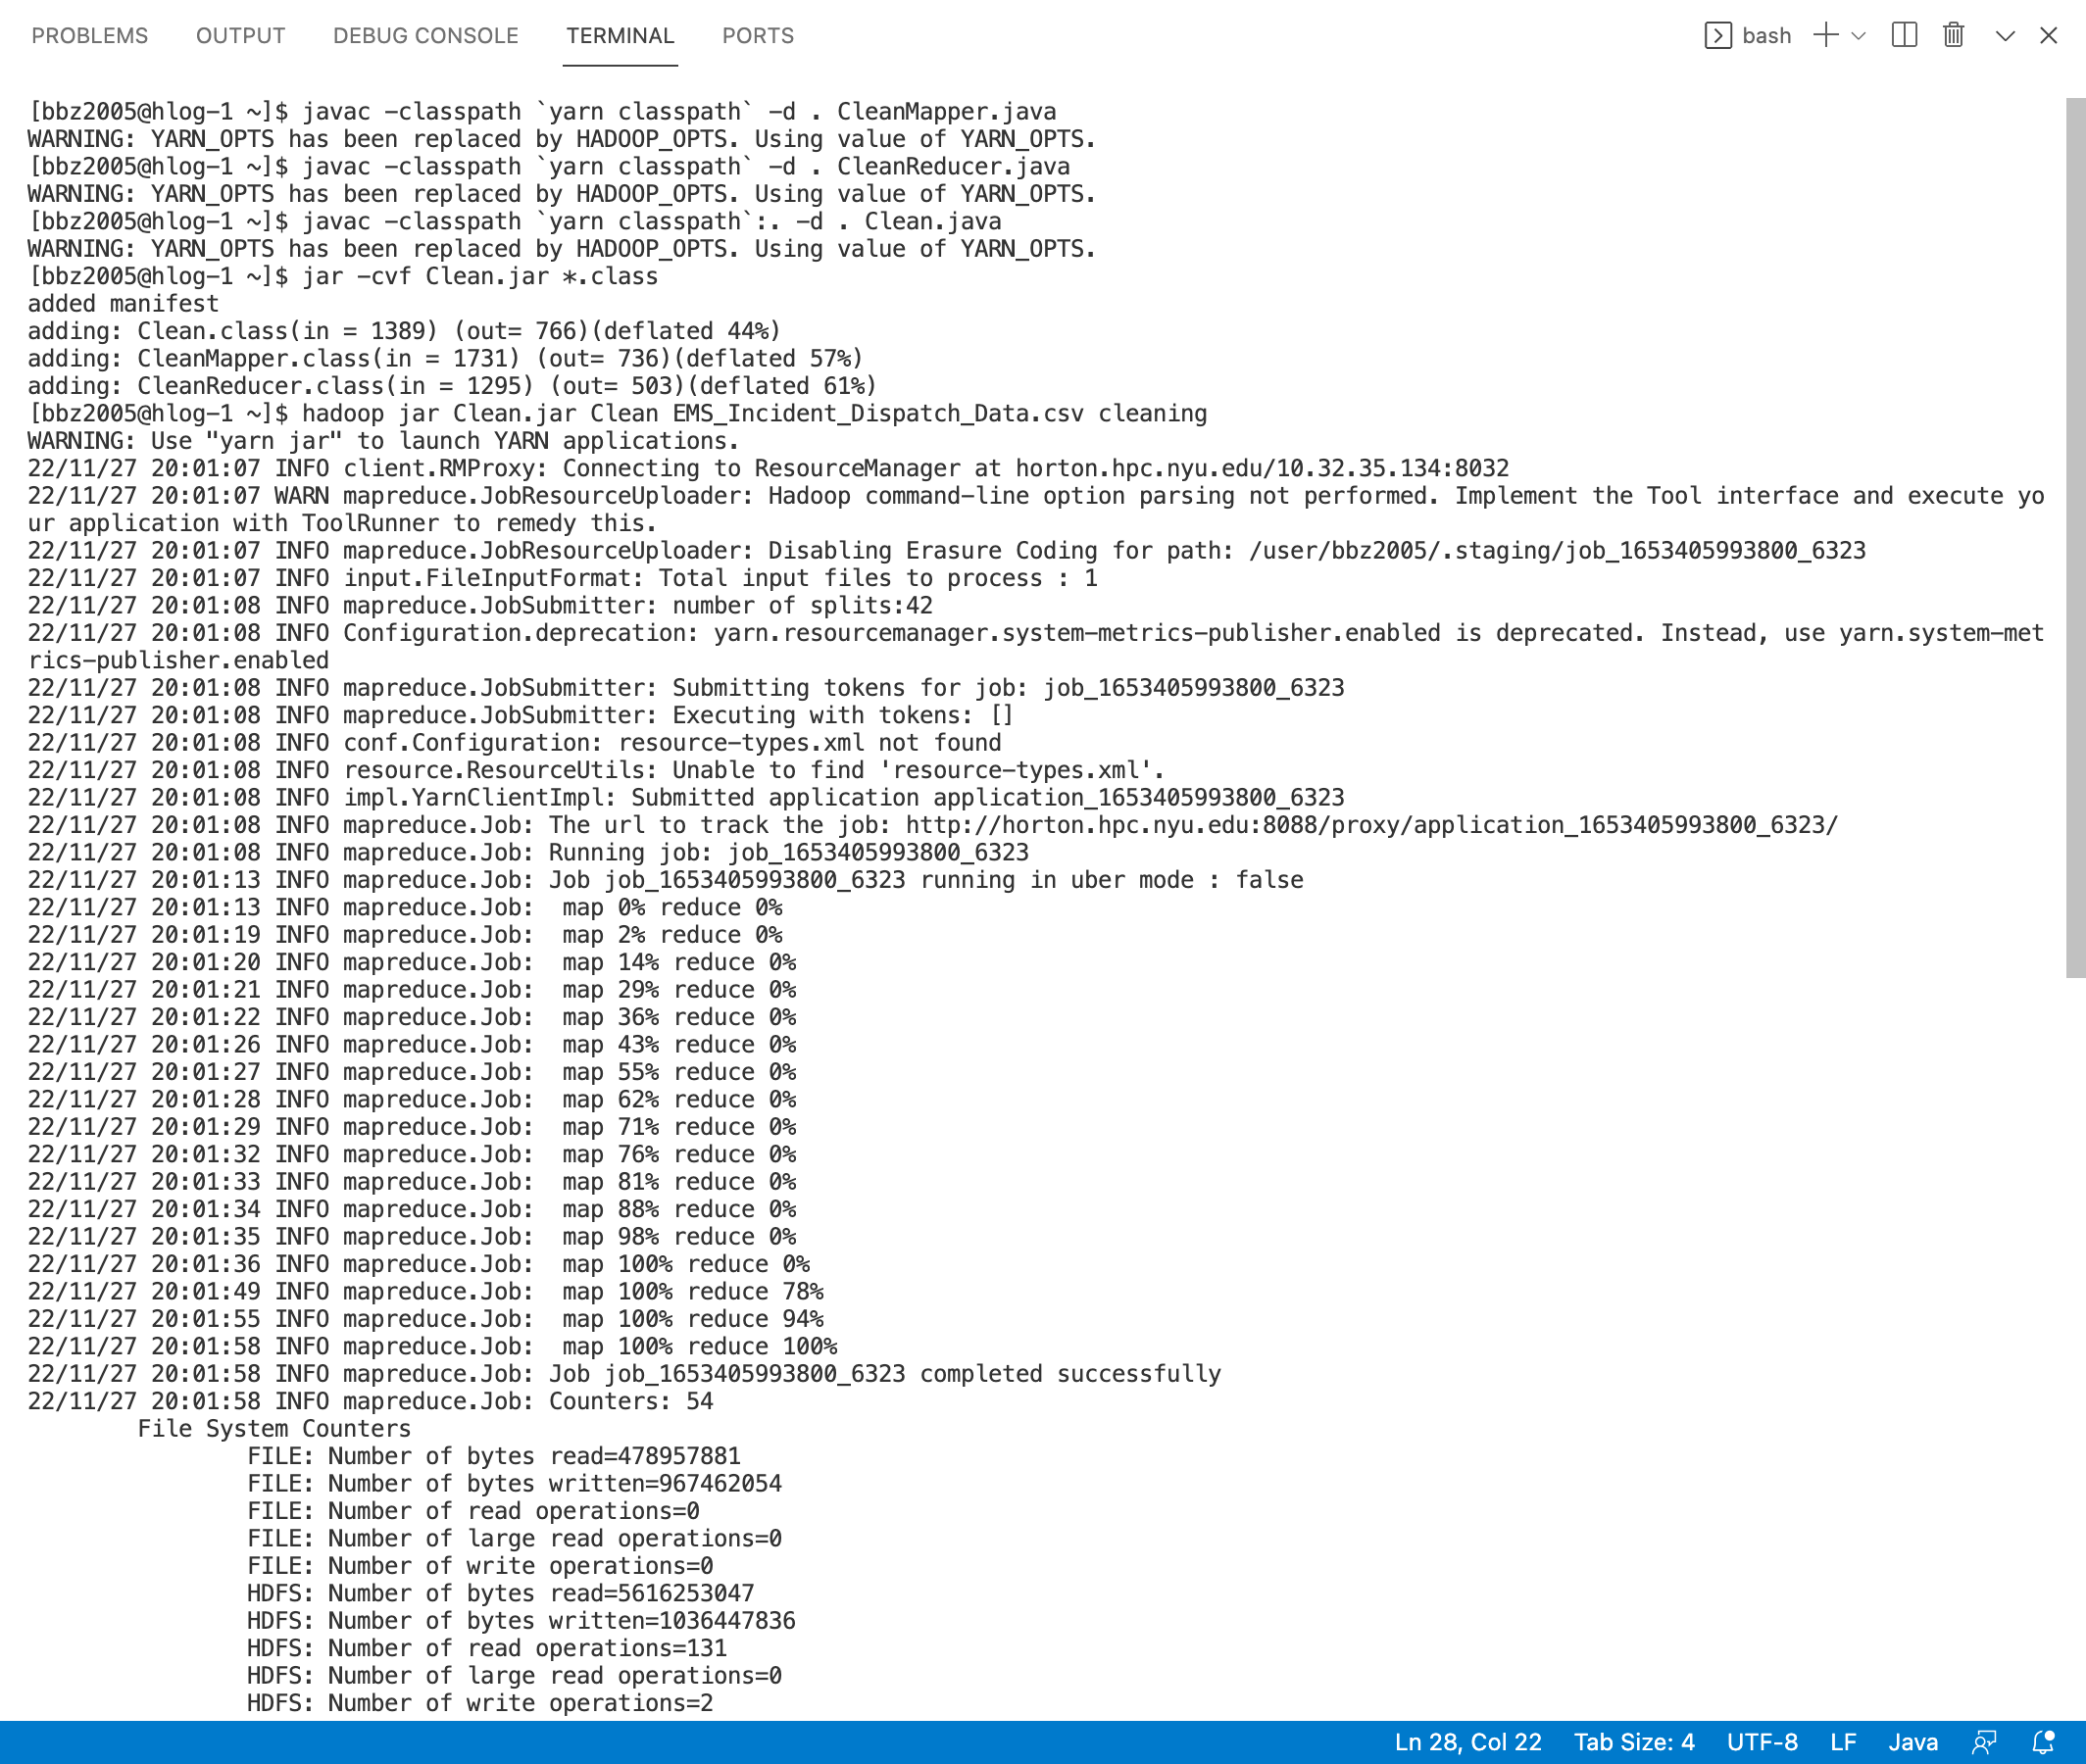 PROBLEMS OUTPUT DEBUG CONSOLE TERMINAL PORTS bash
[bbz2005@hlog-1 ~]$ javac -classpath `yarn classpath` -d . CleanMapper.java
WARNING: YARN_OPTS has been replaced by HADOOP_OPTS. Using value of YARN_OPTS.
[bbz2005@hlog-1 ~]$ javac -classpath `yarn classpath` -d . CleanReducer.java
WARNING: YARN_OPTS has been replaced by HADOOP_OPTS. Using value of YARN_OPTS.
[bbz2005@hlog-1 ~]$ javac -classpath `yarn classpath`:. -d . Clean.java
WARNING: YARN_OPTS has been replaced by HADOOP_OPTS. Using value of YARN_OPTS.
[bbz2005@hlog-1 ~]$ jar -cvf Clean.jar *.class
added manifest
adding: Clean.class(in = 1389) (out= 766)(deflated 44%)
adding: CleanMapper.class(in = 1731) (out= 736)(deflated 57%)
adding: CleanReducer.class(in = 1295) (out= 503)(deflated 61%)
[bbz2005@hlog-1 ~]$ hadoop jar Clean.jar Clean EMS_Incident_Dispatch_Data.csv cleaning
WARNING: Use "yarn jar" to launch YARN applications.
22/11/27 20:01:07 INFO client.RMProxy: Connecting to ResourceManager at horton.hpc.nyu.edu/10.32.35.134:8032
22/11/27 20:01:07 WARN mapreduce.JobResourceUploader: Hadoop command-line option parsing not performed. Implement the Tool interface and execute yo
ur application with ToolRunner to remedy this.
22/11/27 20:01:07 INFO mapreduce.JobResourceUploader: Disabling Erasure Coding for path: /user/bbz2005/.staging/job_1653405993800_6323
22/11/27 20:01:07 INFO input.FileInputFormat: Total input files to process : 1
22/11/27 20:01:08 INFO mapreduce.JobSubmitter: number of splits:42
22/11/27 20:01:08 INFO Configuration.deprecation: yarn.resourcemanager.system-metrics-publisher.enabled is deprecated. Instead, use yarn.system-met
rics-publisher.enabled
22/11/27 20:01:08 INFO mapreduce.JobSubmitter: Submitting tokens for job: job_1653405993800_6323
22/11/27 20:01:08 INFO mapreduce.JobSubmitter: Executing with tokens: []
22/11/27 20:01:08 INFO conf.Configuration: resource-types.xml not found
22/11/27 20:01:08 INFO resource.ResourceUtils: Unable to find 'resource-types.xml'.
22/11/27 20:01:08 INFO impl.YarnClientImpl: Submitted application application_1653405993800_6323
22/11/27 20:01:08 INFO mapreduce.Job: The url to track the job: http://horton.hpc.nyu.edu:8088/proxy/application_1653405993800_6323/
22/11/27 20:01:08 INFO mapreduce.Job: Running job: job_1653405993800_6323
22/11/27 20:01:13 INFO mapreduce.Job: Job job_1653405993800_6323 running in uber mode : false
22/11/27 20:01:13 INFO mapreduce.Job:  map 0% reduce 0%
22/11/27 20:01:19 INFO mapreduce.Job:  map 2% reduce 0%
22/11/27 20:01:20 INFO mapreduce.Job:  map 14% reduce 0%
22/11/27 20:01:21 INFO mapreduce.Job:  map 29% reduce 0%
22/11/27 20:01:22 INFO mapreduce.Job:  map 36% reduce 0%
22/11/27 20:01:26 INFO mapreduce.Job:  map 43% reduce 0%
22/11/27 20:01:27 INFO mapreduce.Job:  map 55% reduce 0%
22/11/27 20:01:28 INFO mapreduce.Job:  map 62% reduce 0%
22/11/27 20:01:29 INFO mapreduce.Job:  map 71% reduce 0%
22/11/27 20:01:32 INFO mapreduce.Job:  map 76% reduce 0%
22/11/27 20:01:33 INFO mapreduce.Job:  map 81% reduce 0%
22/11/27 20:01:34 INFO mapreduce.Job:  map 88% reduce 0%
22/11/27 20:01:35 INFO mapreduce.Job:  map 98% reduce 0%
22/11/27 20:01:36 INFO mapreduce.Job:  map 100% reduce 0%
22/11/27 20:01:49 INFO mapreduce.Job:  map 100% reduce 78%
22/11/27 20:01:55 INFO mapreduce.Job:  map 100% reduce 94%
22/11/27 20:01:58 INFO mapreduce.Job:  map 100% reduce 100%
22/11/27 20:01:58 INFO mapreduce.Job: Job job_1653405993800_6323 completed successfully
22/11/27 20:01:58 INFO mapreduce.Job: Counters: 54
File System Counters
FILE: Number of bytes read=478957881
FILE: Number of bytes written=967462054
FILE: Number of read operations=0
FILE: Number of large read operations=0
FILE: Number of write operations=0
HDFS: Number of bytes read=5616253047
HDFS: Number of bytes written=1036447836
HDFS: Number of read operations=131
HDFS: Number of large read operations=0
HDFS: Number of write operations=2
Ln 28, Col 22 Tab Size: 4 UTF-8 LF Java